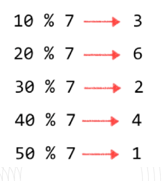 10 % 7 → 3
20 % 7 → 6
30 % 7 → 2
40 % 7 → 4
50 % 7 → 1